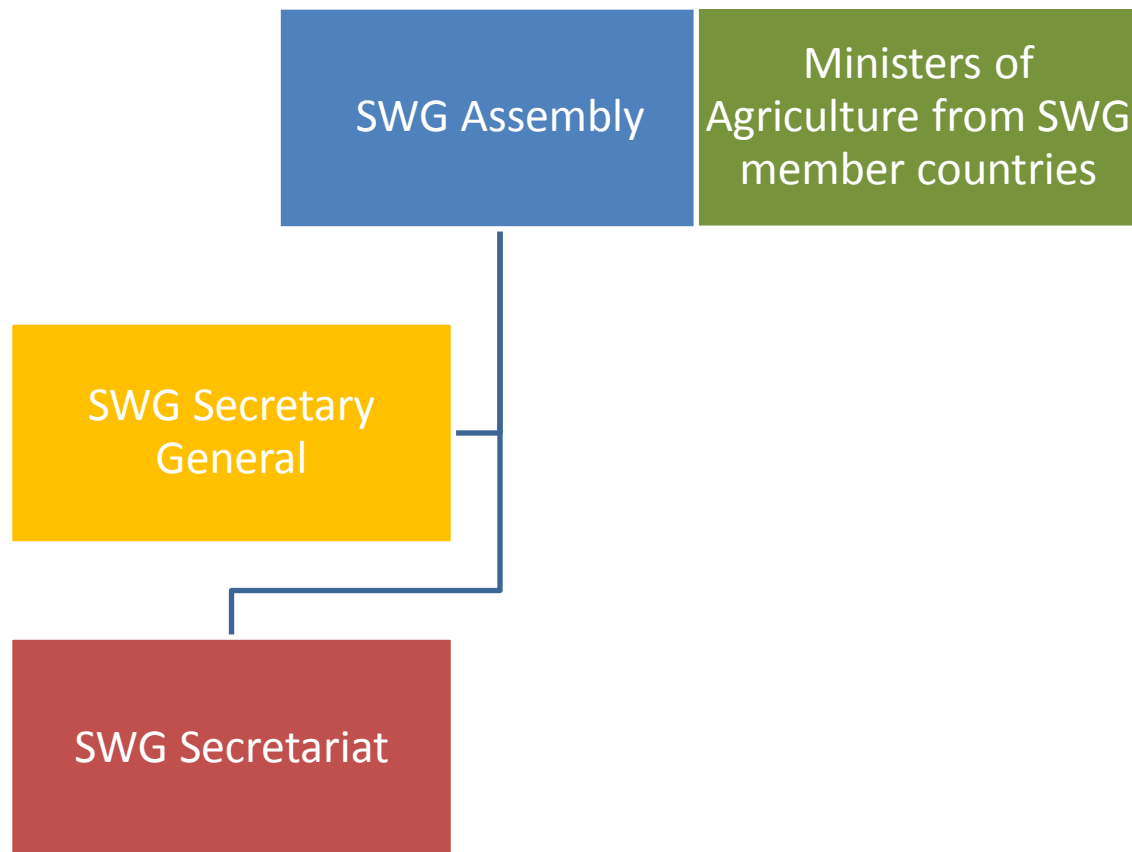 SWG Assembly
Ministers of
Agriculture from SWG
member countries
SWG Secretary
General
SWG Secretariat